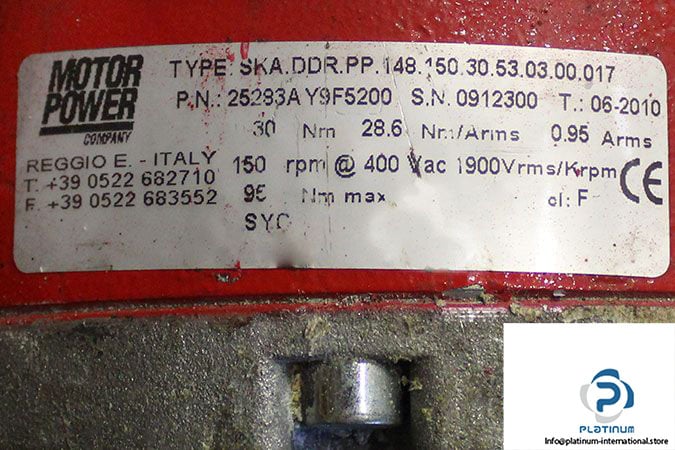 MOTOR
POWER
COMPANY
TYPE: SKA.DDR.PP.148.150.30.53.03.00.017
P.N.: 25283A Y9F5200 S.N. 0912300 T.: 06-2010
30 Nm 28.6 Nm/Arms 0.95 Arms
REGGIO E. - ITALY
T. +39 0522 682710
F. +39 0522 683552
150 rpm @ 400 Vac 1900Vrms/Krpm
95 Nm max cl: F
CE
PLATINUM
Info@platinum-international.store